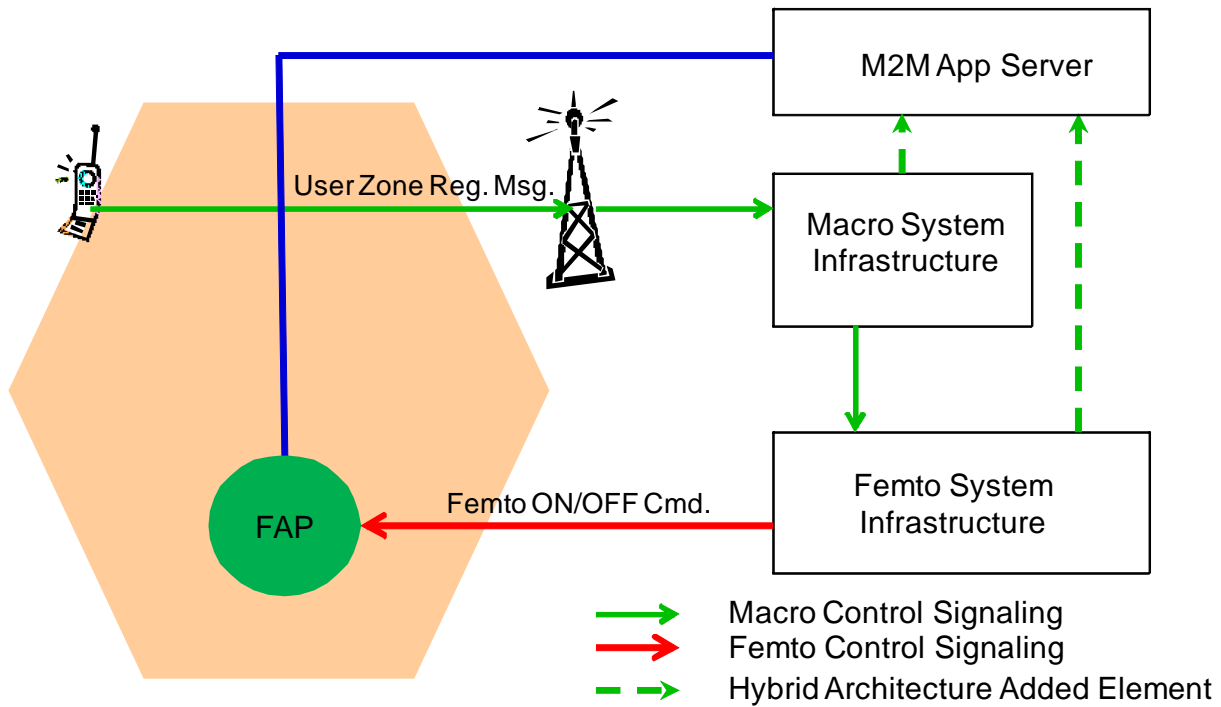 M2M App Server
User Zone Reg. Msg.
Macro System
Infrastructure
Femto System
Infrastructure
Femto ON/OFF Cmd.
FAP
Macro Control Signaling
Femto Control Signaling
Hybrid Architecture Added Element